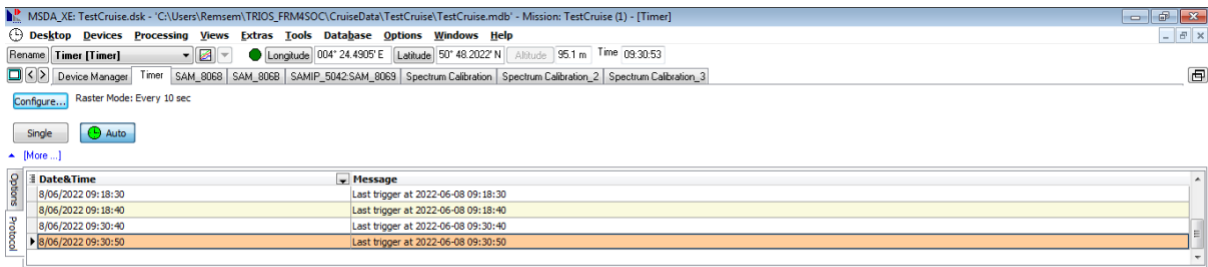 MSDA_XE: TestCruise.dsk - 'C:\Users\Remsem\TRIOS_FRM4SOC\CruiseData\TestCruise\TestCruise.mdb' - Mission: TestCruise (1) - [Timer]
Desktop Devices Processing Views Extras Tools Database Options Windows Help
Rename Timer [Timer] Longitude 004° 24.4905' E Latitude 50° 48.2022' N Altitude 95.1 m Time 09:30:53
Device Manager Timer SAM_8068 SAM_806B SAMIP_5042:SAM_8069 Spectrum Calibration Spectrum Calibration_2 Spectrum Calibration_3
Configure... Raster Mode: Every 10 sec
Single Auto
[More ...]
Options
Protocol
Date&Time Message
8/06/2022 09:18:30 Last trigger at 2022-06-08 09:18:30
8/06/2022 09:18:40 Last trigger at 2022-06-08 09:18:40
8/06/2022 09:30:40 Last trigger at 2022-06-08 09:30:40
8/06/2022 09:30:50 Last trigger at 2022-06-08 09:30:50